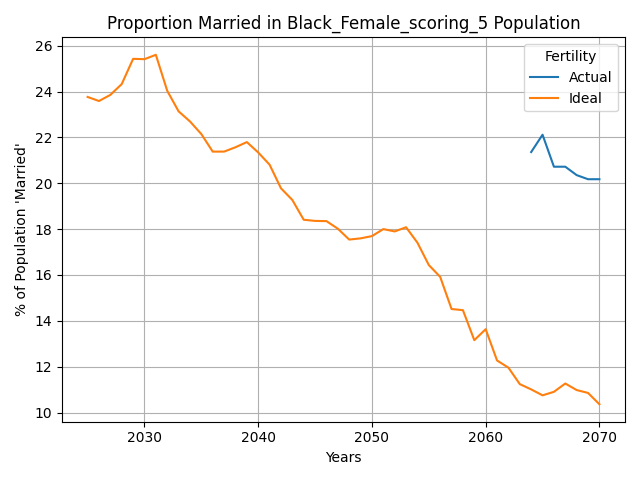 Proportion Married in Black_Female_scoring_5 Population
Fertility
Actual
Ideal
% of Population 'Married'
26
24
22
20
18
16
14
12
10
2030
2040
2050
2060
2070
Years